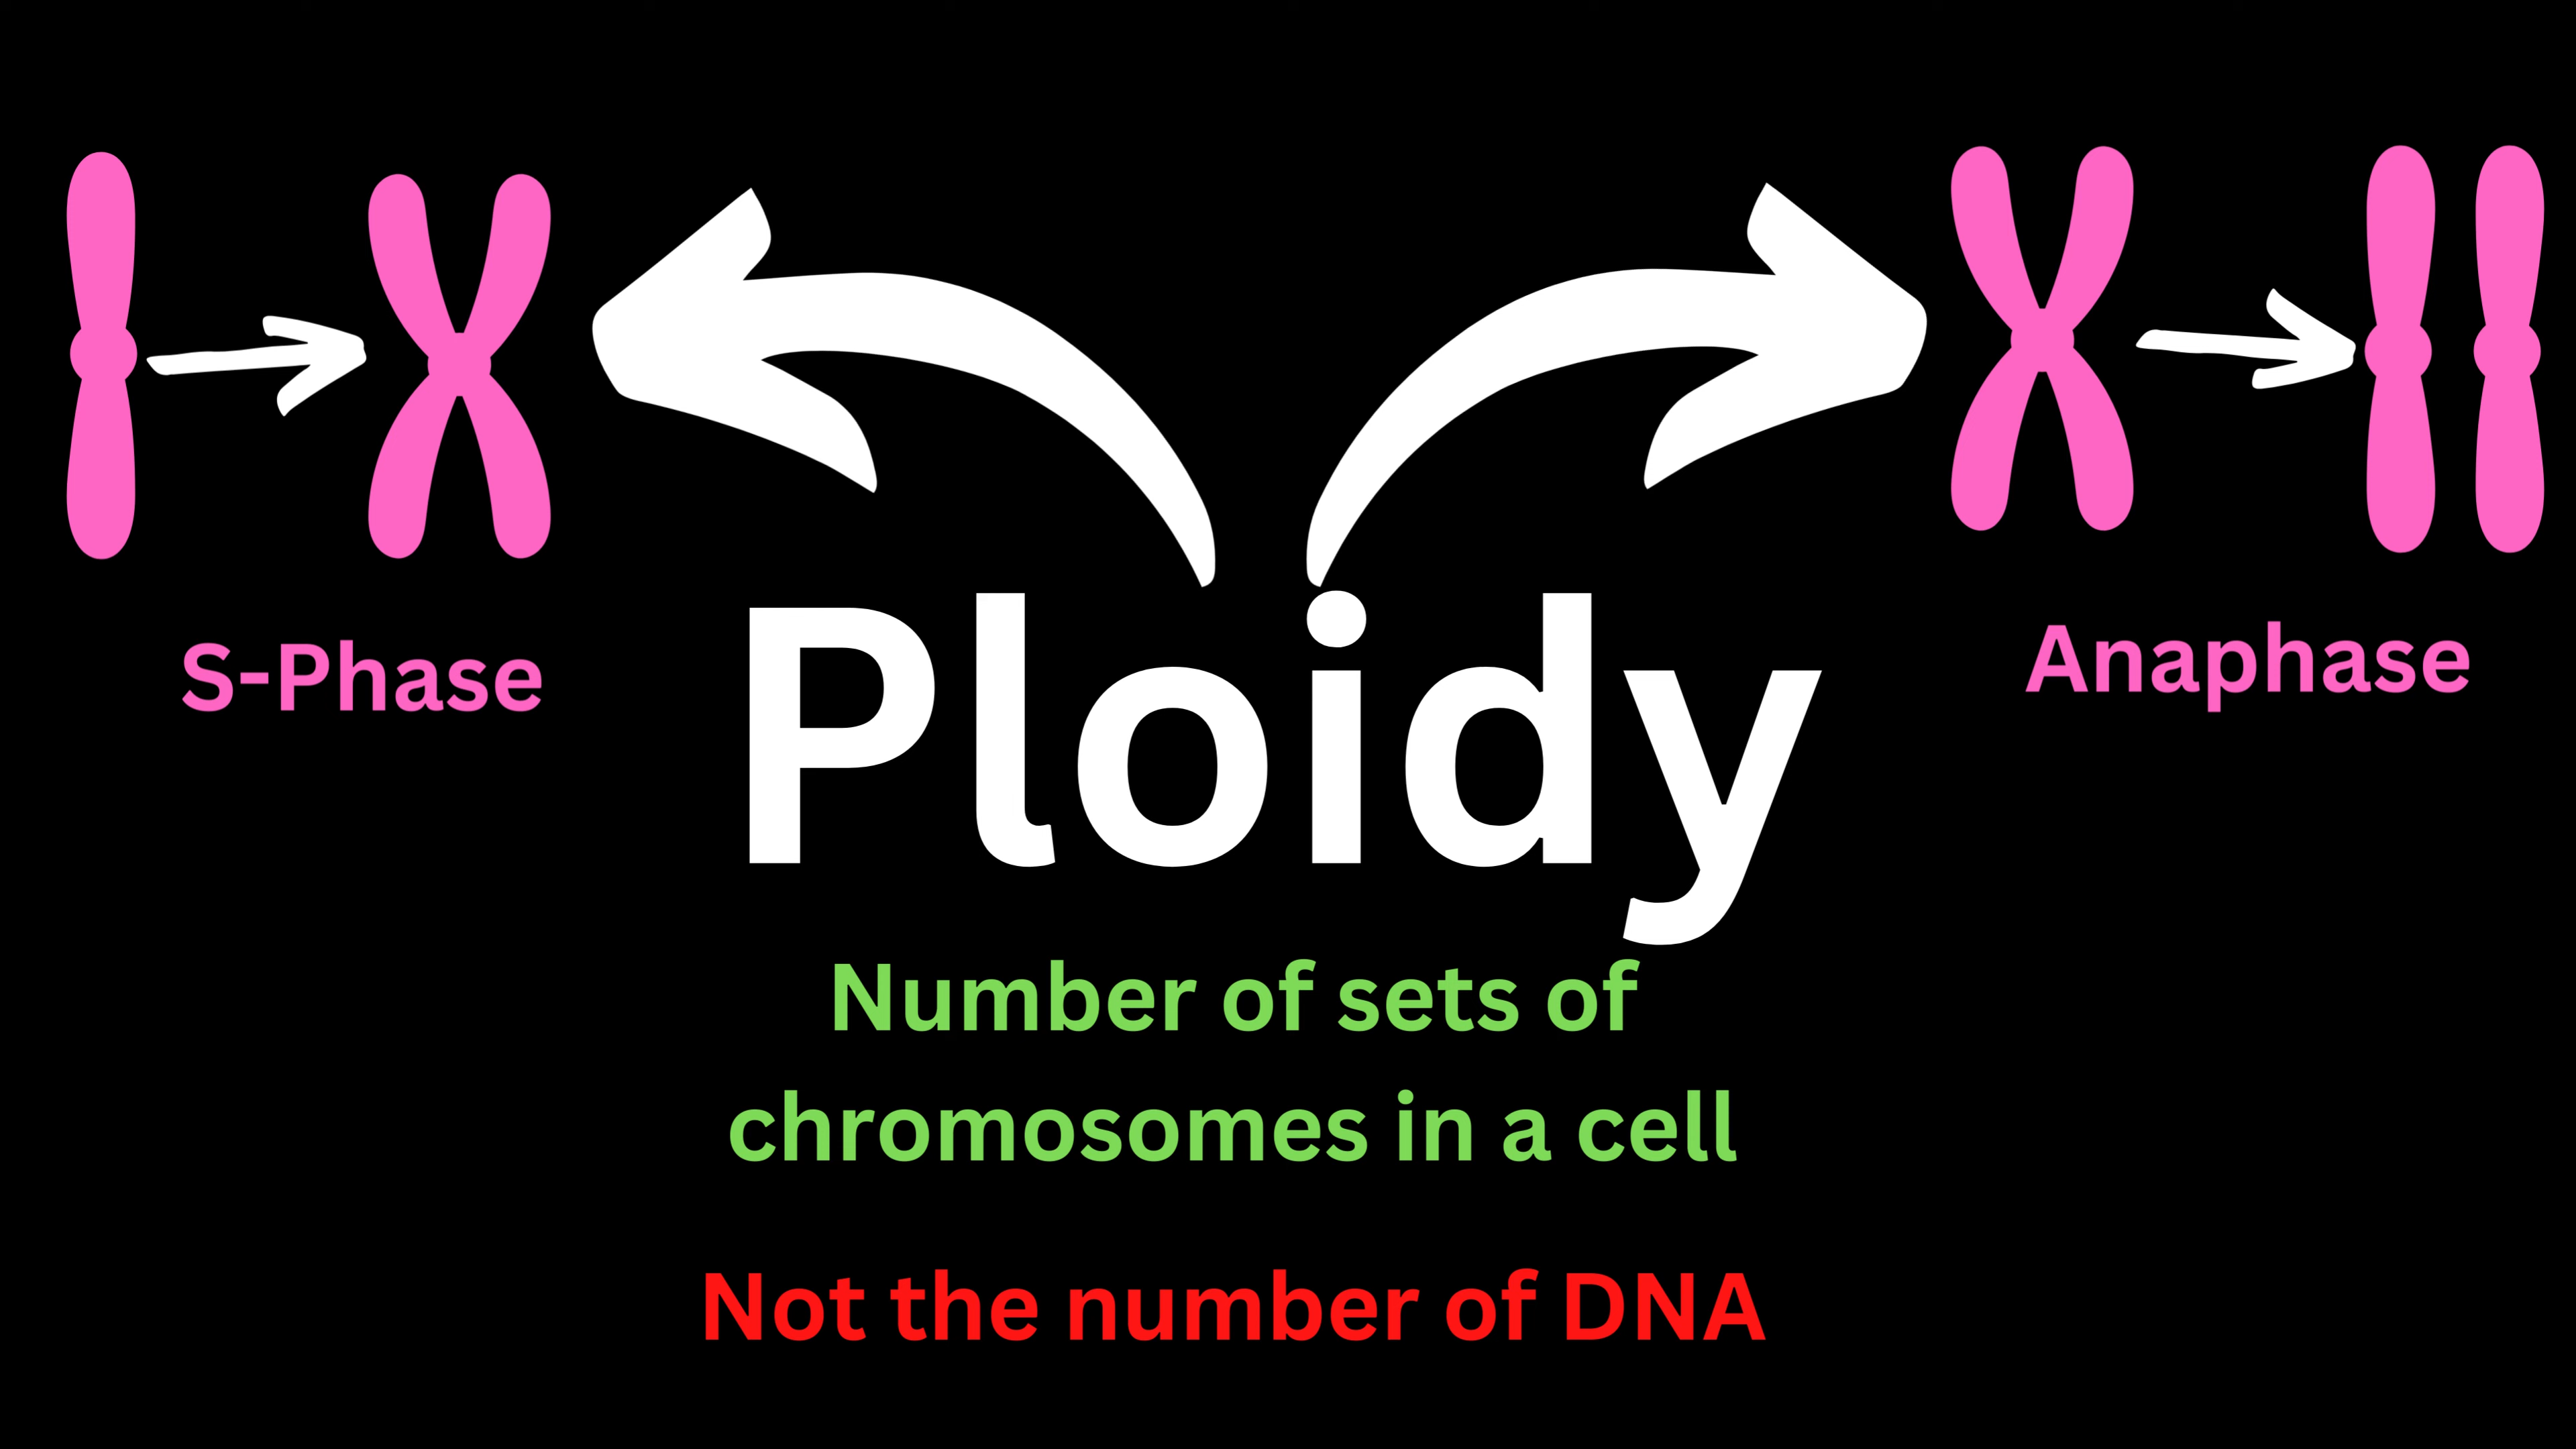 S-Phase
Anaphase
Ploidy
Number of sets of
chromosomes in a cell
Not the number of DNA